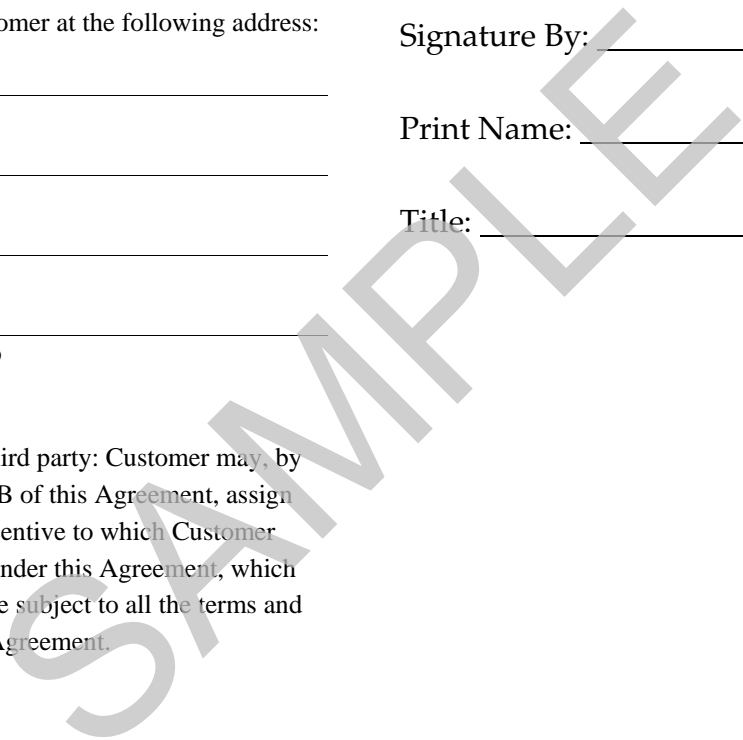 omer at the following address:
ird party: Customer may, by
B of this Agreement, assign
entive to which Customer
nder this Agreement, which
e subject to all the terms and
Agreement.
Signature By:
Print Name:
Title:
SAMPLE